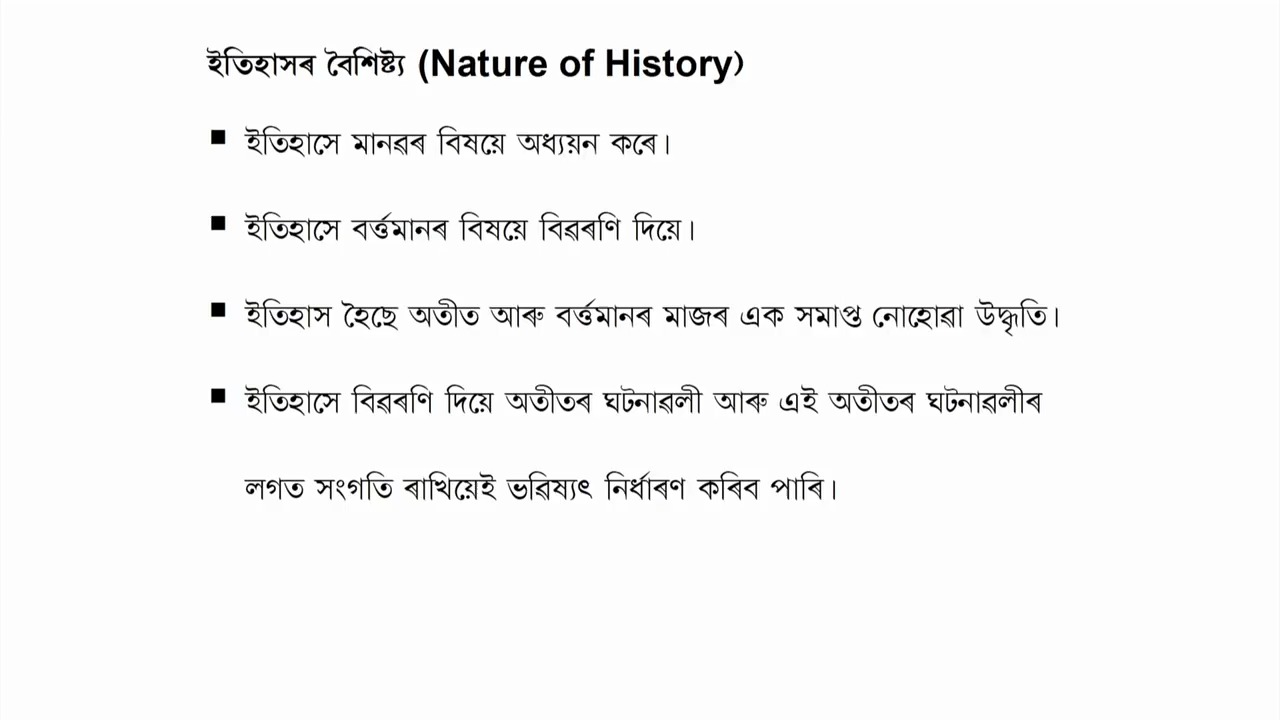 ইতিহাসৰ বৈশিষ্ট্য (Nature of History)
▪ ইতিহাসে মানৱৰ বিষয়ে অধ্যয়ন কৰে।
▪ ইতিহাসে বৰ্ত্তমানৰ বিষয়ে বিৱৰণি দিয়ে।
▪ ইতিহাস হৈছে অতীত আৰু বৰ্ত্তমানৰ মাজৰ এক সমাপ্ত নোহোৱা উদ্ধৃতি।
▪ ইতিহাসে বিৱৰণি দিয়ে অতীতৰ ঘটনাৱলী আৰু এই অতীতৰ ঘটনাৱলীৰ
লগত সংগতি ৰাখিয়েই ভৱিষ্যৎ নিৰ্ধাৰণ কৰিব পাৰি।